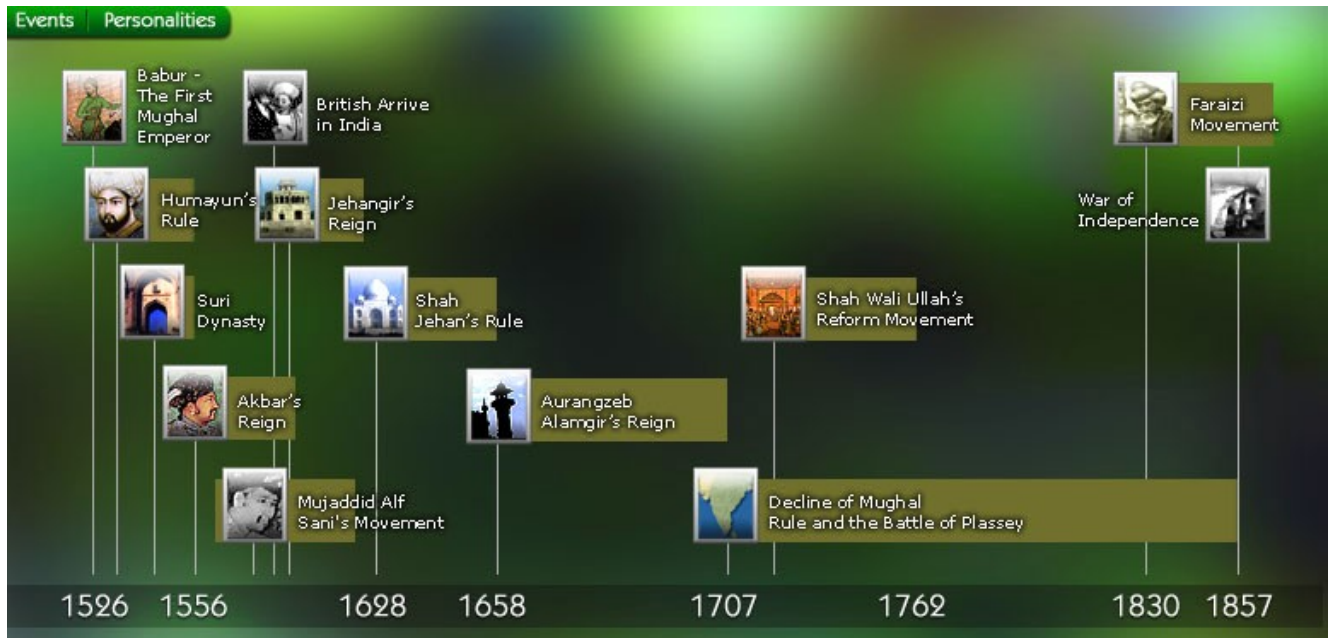 Events Personalities
Babur -
The First
Mughal
Emperor
British Arrive
in India
Faraizi
Movement
Humayun's
Rule
Jehangir's
Reign
War of
Independence
Suri
Dynasty
Shah
Jehan's Rule
Shah Wali Ullah's
Reform Movement
Akbar's
Reign
Aurangzeb
Alamgir's Reign
Mujaddid Alf
Sani's Movement
Decline of Mughal
Rule and the Battle of Plassey
1526 1556 1628 1658 1707 1762 1830 1857